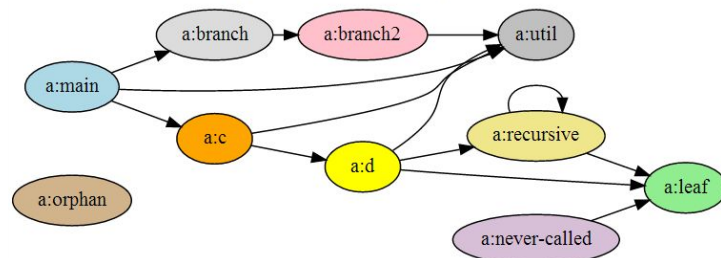 a:branch
a:branch2
a:util
a:main
a:c
a:recursive
a:d
a:leaf
a:orphan
a:never-called